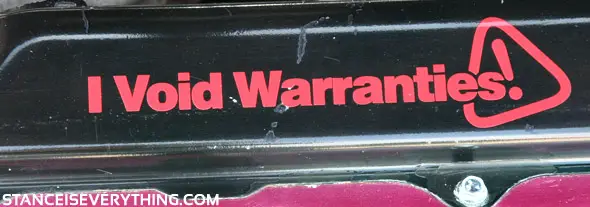 I Void Warranties!
STANCEISEVERYTHING.COM